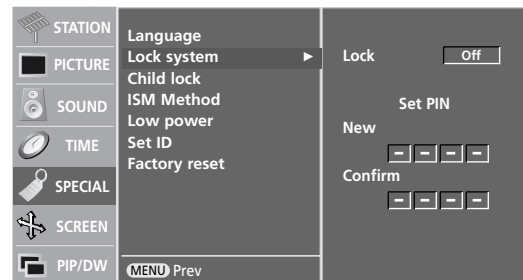 STATION
PICTURE
SOUND
TIME
SPECIAL
SCREEN
PIP/DW
Language
Lock system ►
Child lock
ISM Method
Low power
Set ID
Factory reset
MENU Prev
Lock Off
Set PIN
New
– – – –
Confirm
– – – –